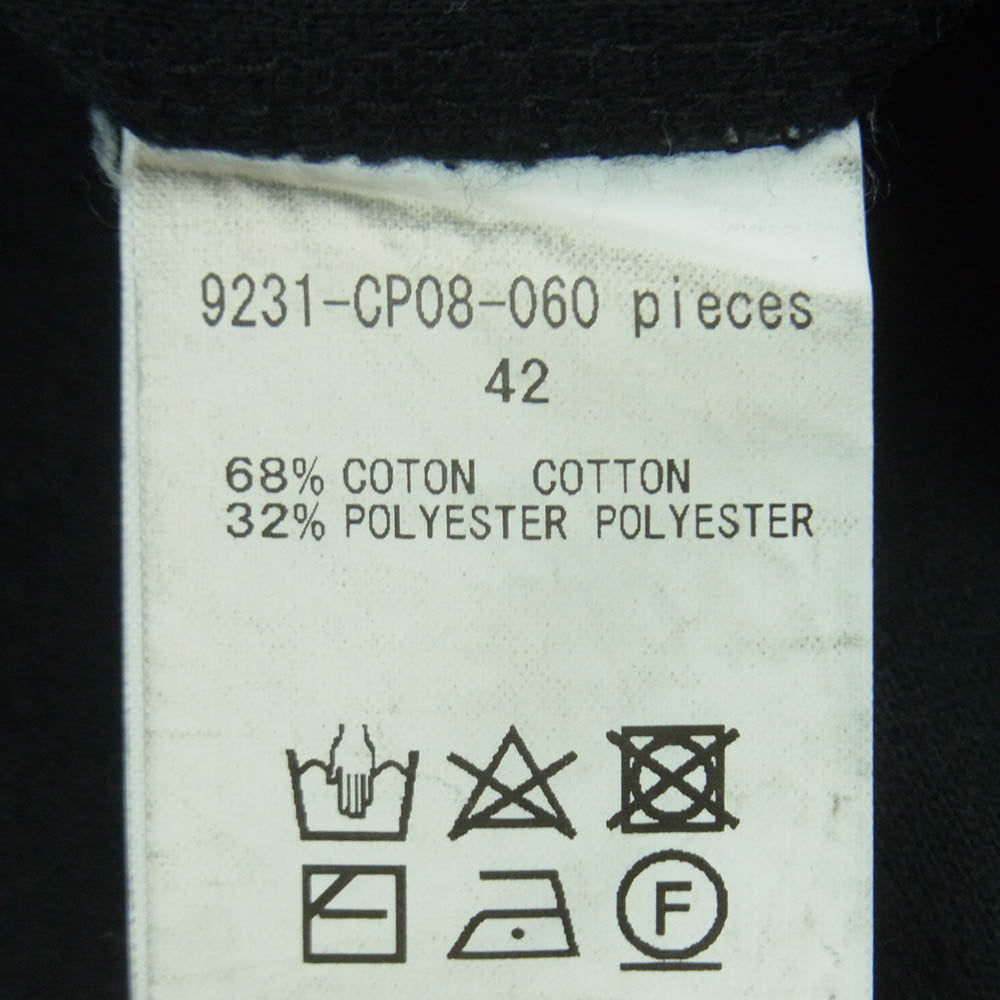 9231-CP08-060 pieces
42
68% COTON COTTON
32% POLYESTER POLYESTER
F